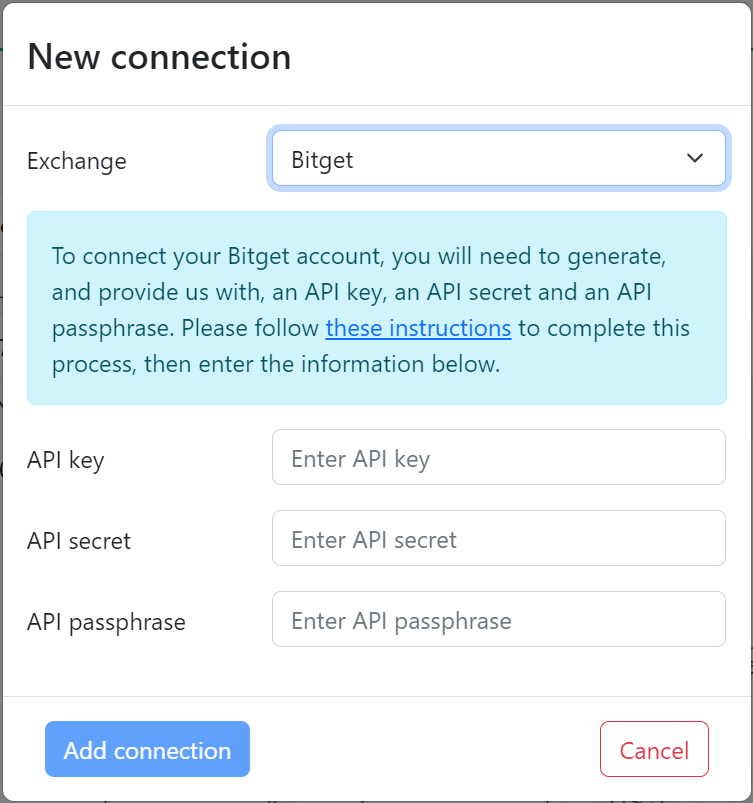 New connection
Exchange
Bitget
To connect your Bitget account, you will need to generate,
and provide us with, an API key, an API secret and an API
passphrase. Please follow these instructions to complete this
process, then enter the information below.
API key
Enter API key
API secret
Enter API secret
API passphrase
Enter API passphrase
Add connection
Cancel